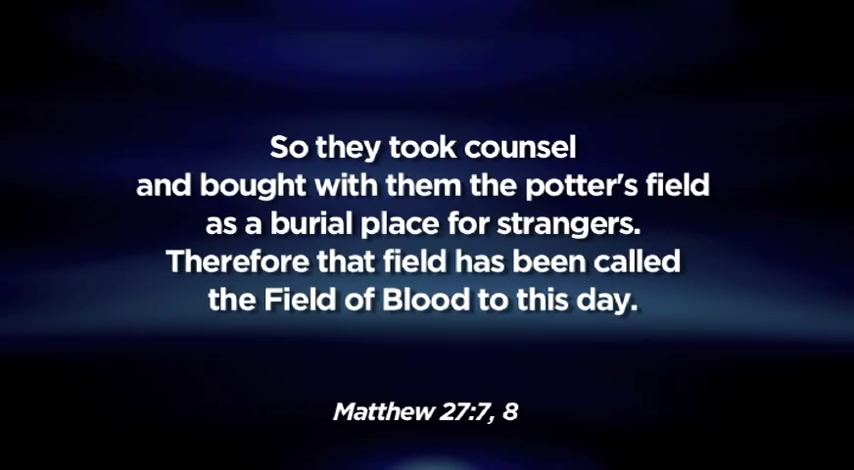 So they took counsel
and bought with them the potter's field
as a burial place for strangers.
Therefore that field has been called
the Field of Blood to this day.
Matthew 27:7, 8